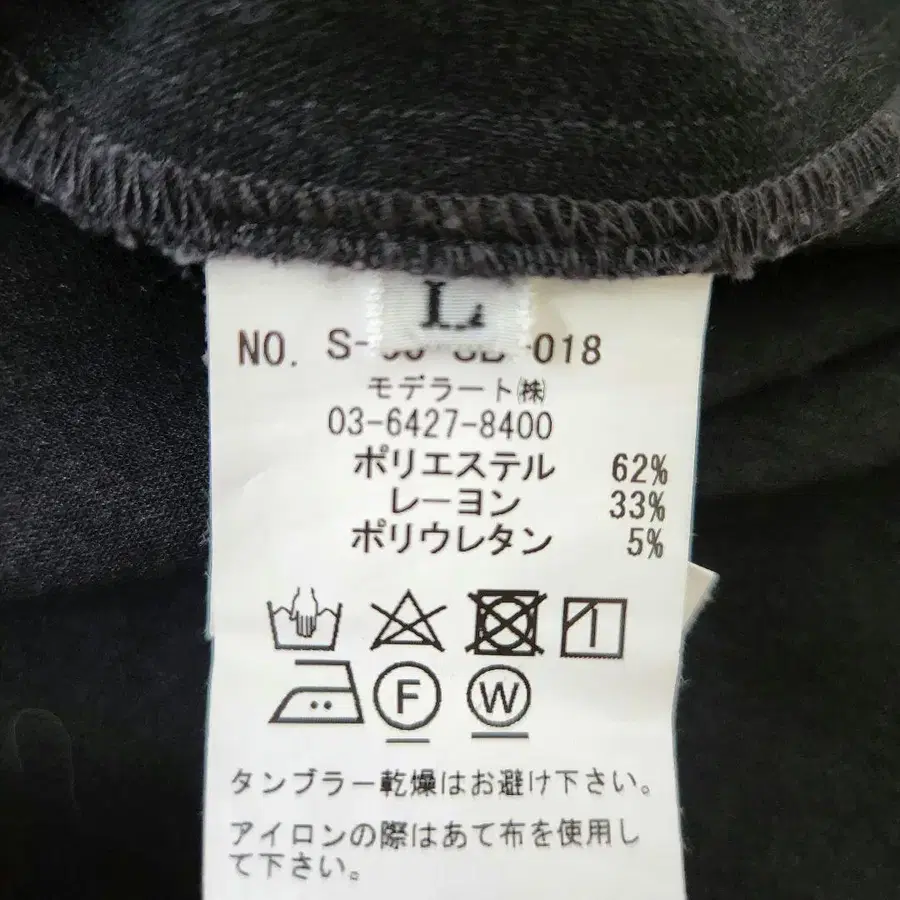 L
NO. S- -018
モデラート㈱
03-6427-8400
ポリエステル 62%
レーヨン 33%
ポリウレタン 5%
F W
タンブラー乾燥はお避け下さい。
アイロンの際はあて布を使用し
て下さい。